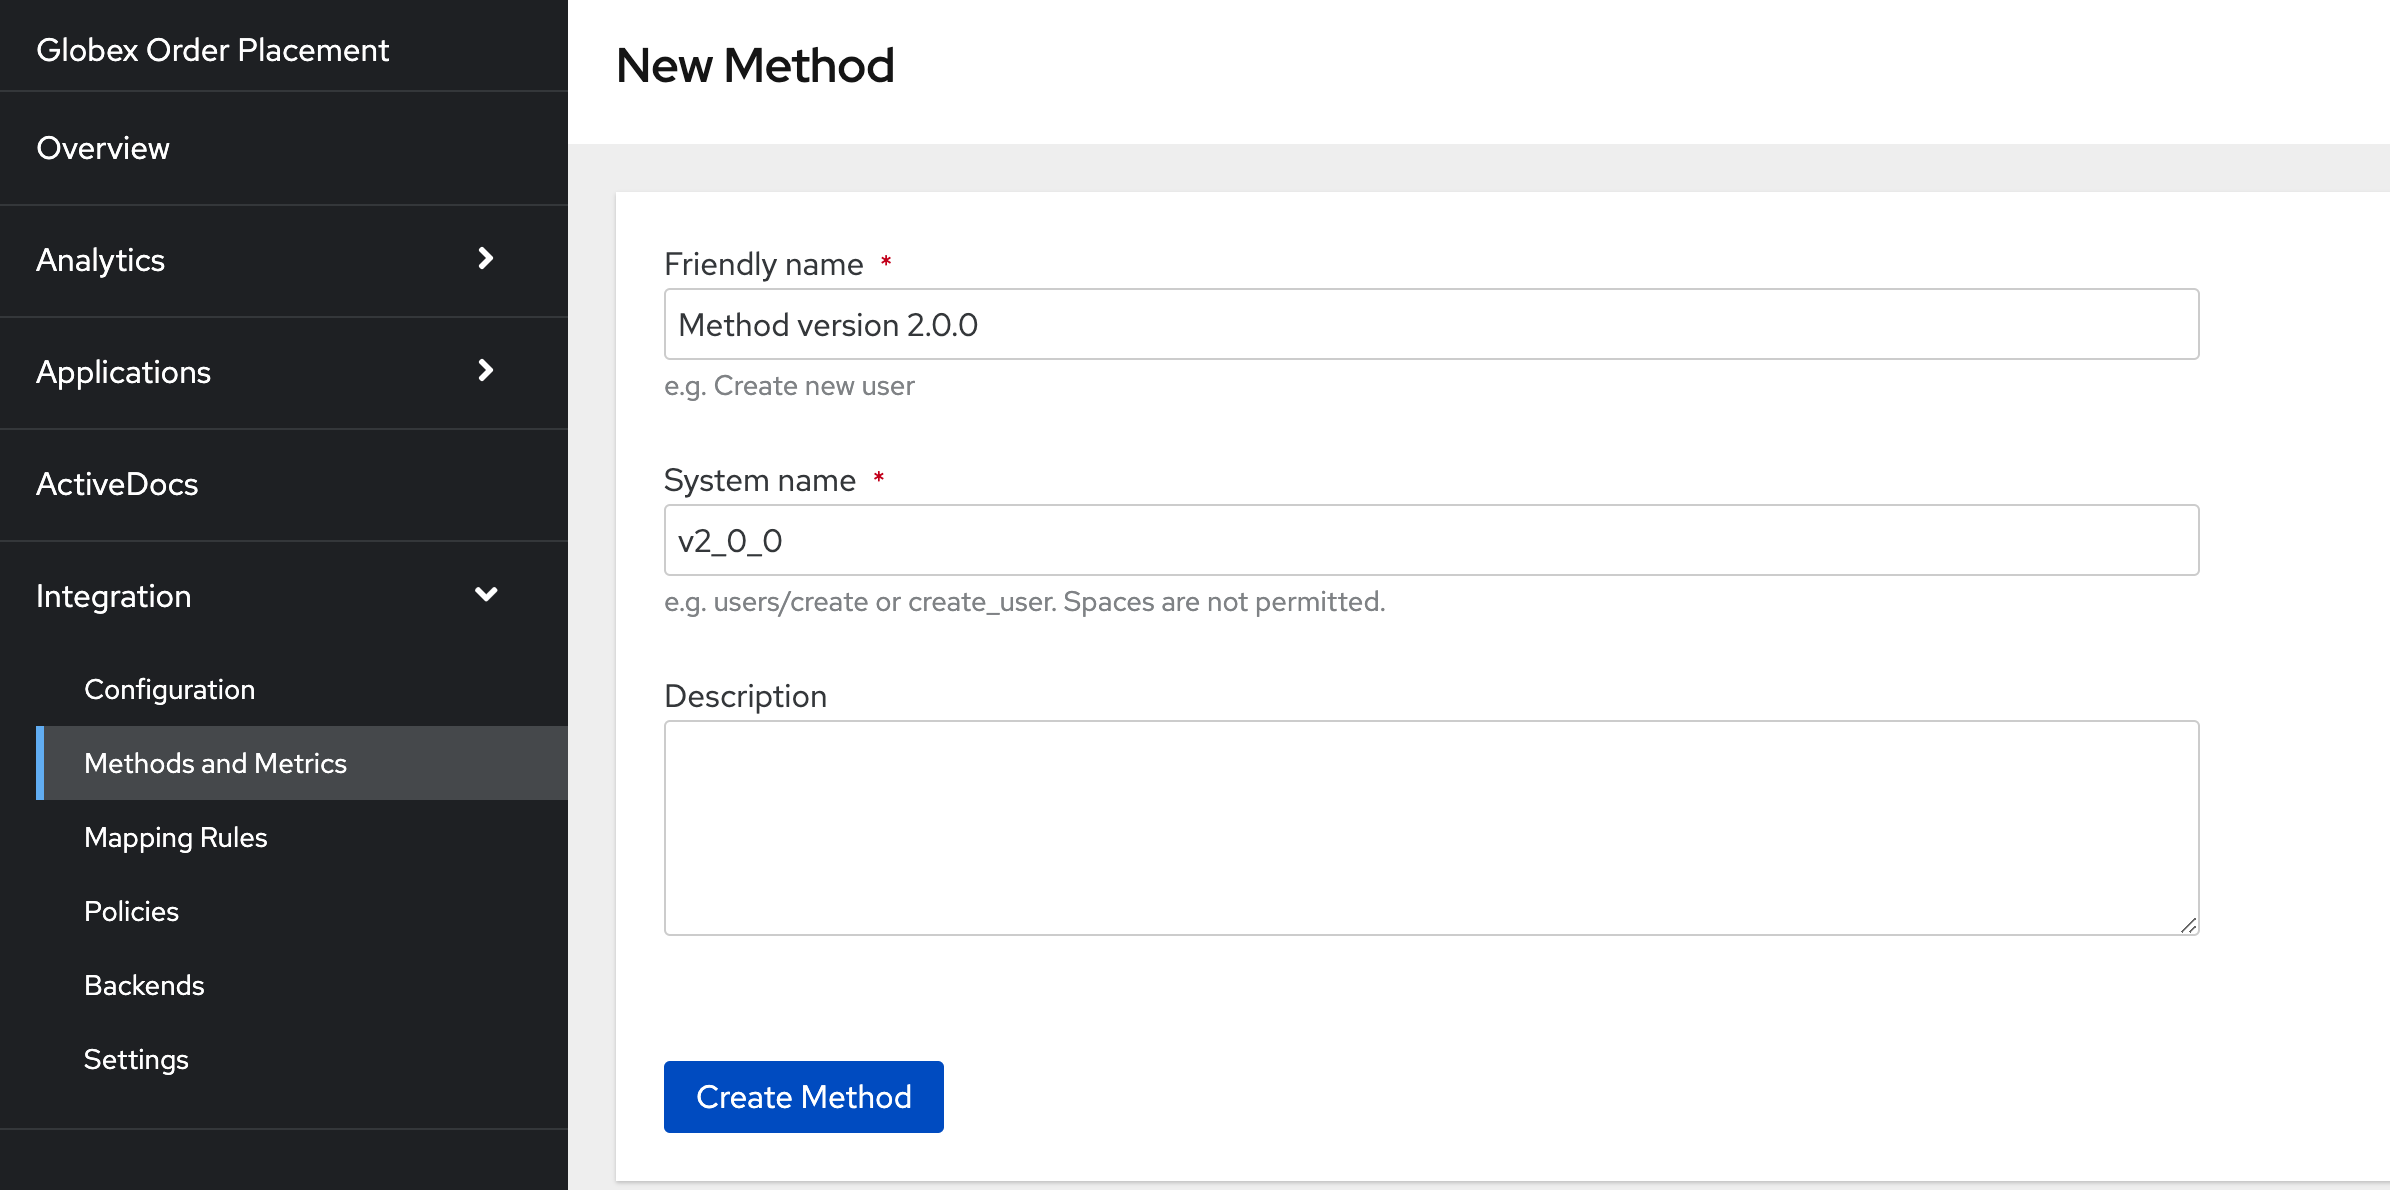 Globex Order Placement
Overview
Analytics
Applications
ActiveDocs
Integration
Configuration
Methods and Metrics
Mapping Rules
Policies
Backends
Settings
New Method
Friendly name *
Method version 2.0.0
e.g. Create new user
System name *
v2_0_0
e.g. users/create or create_user. Spaces are not permitted.
Description
Create Method